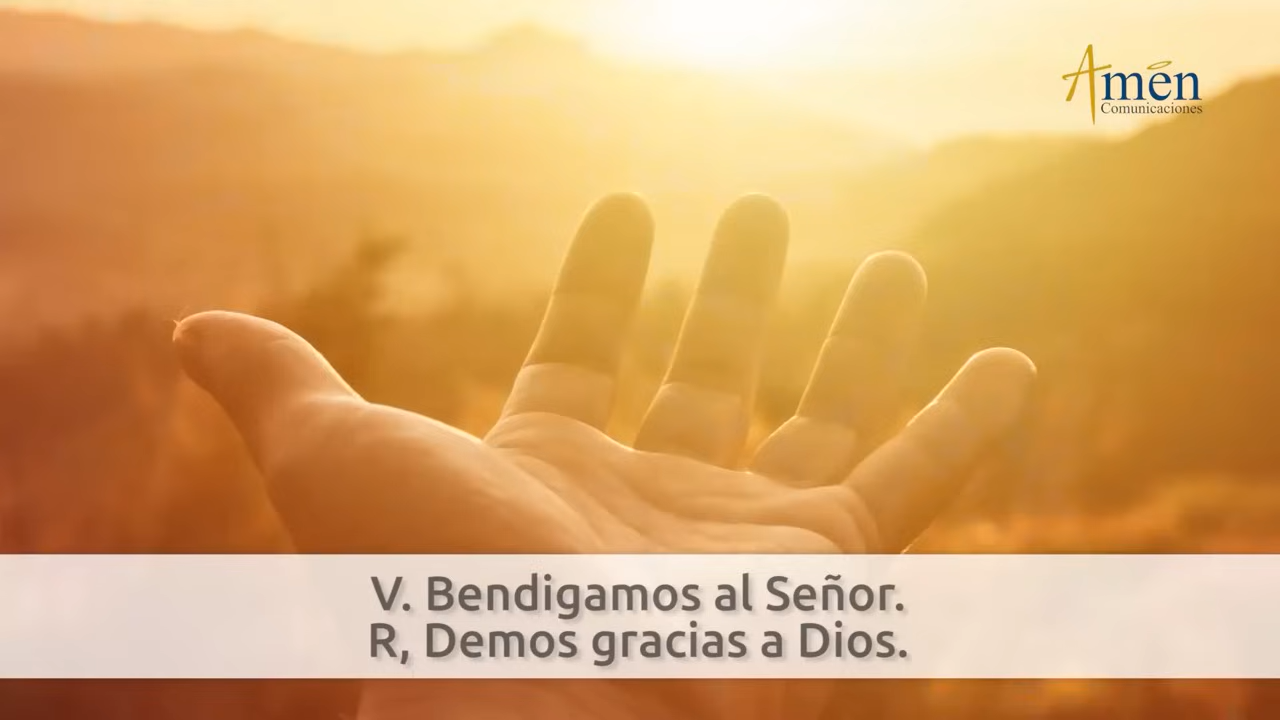 Amén
Comunicaciones
V. Bendigamos al Señor.
R, Demos gracias a Dios.